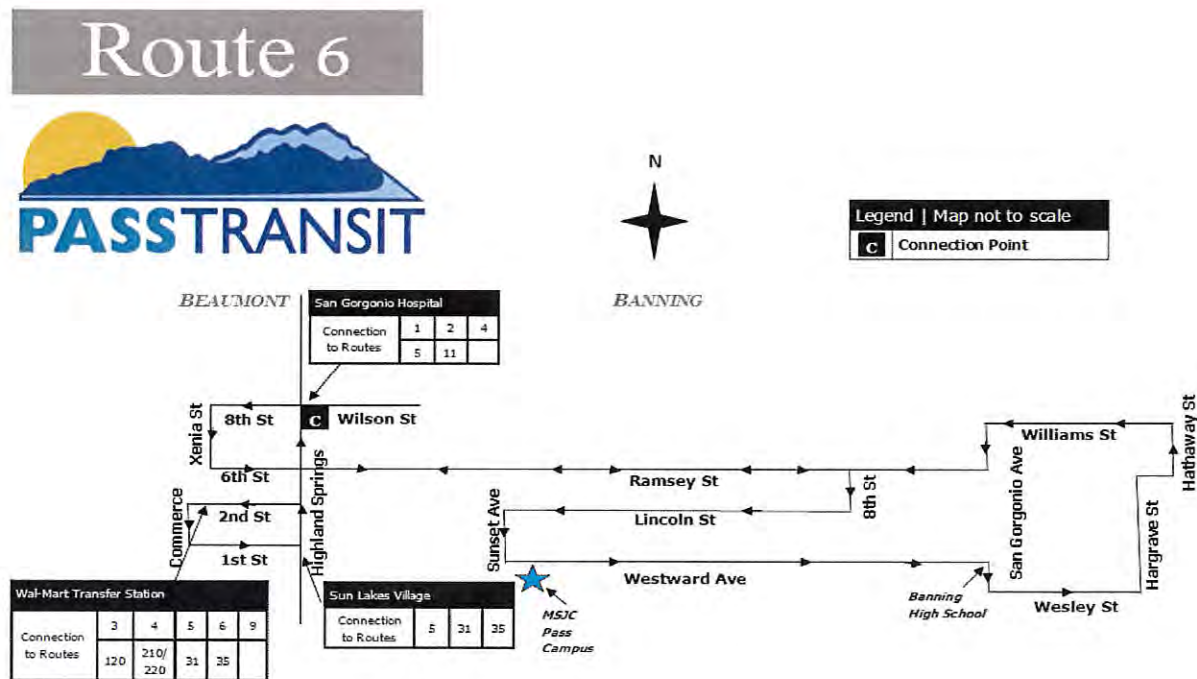 Route 6
PASSTRANSIT
N
Legend | Map not to scale
C Connection Point
BEAUMONT
BANNING
San Gorgonio Hospital
Connection to Routes
1 2 4
5 11
C
Xenia St
8th St
Wilson St
6th St
Ramsey St
Highland Springs
Commerce
2nd St
1st St
Sunset Ave
Lincoln St
8th St
Westward Ave
San Gorgonio Ave
Williams St
Hathaway St
Hargrave St
Wesley St
Banning
High School
MSJC
Pass
Campus
Wal-Mart Transfer Station
Connection to Routes
3 4 5 6 9
120 210/220 31 35
Sun Lakes Village
Connection to Routes
5 31 35